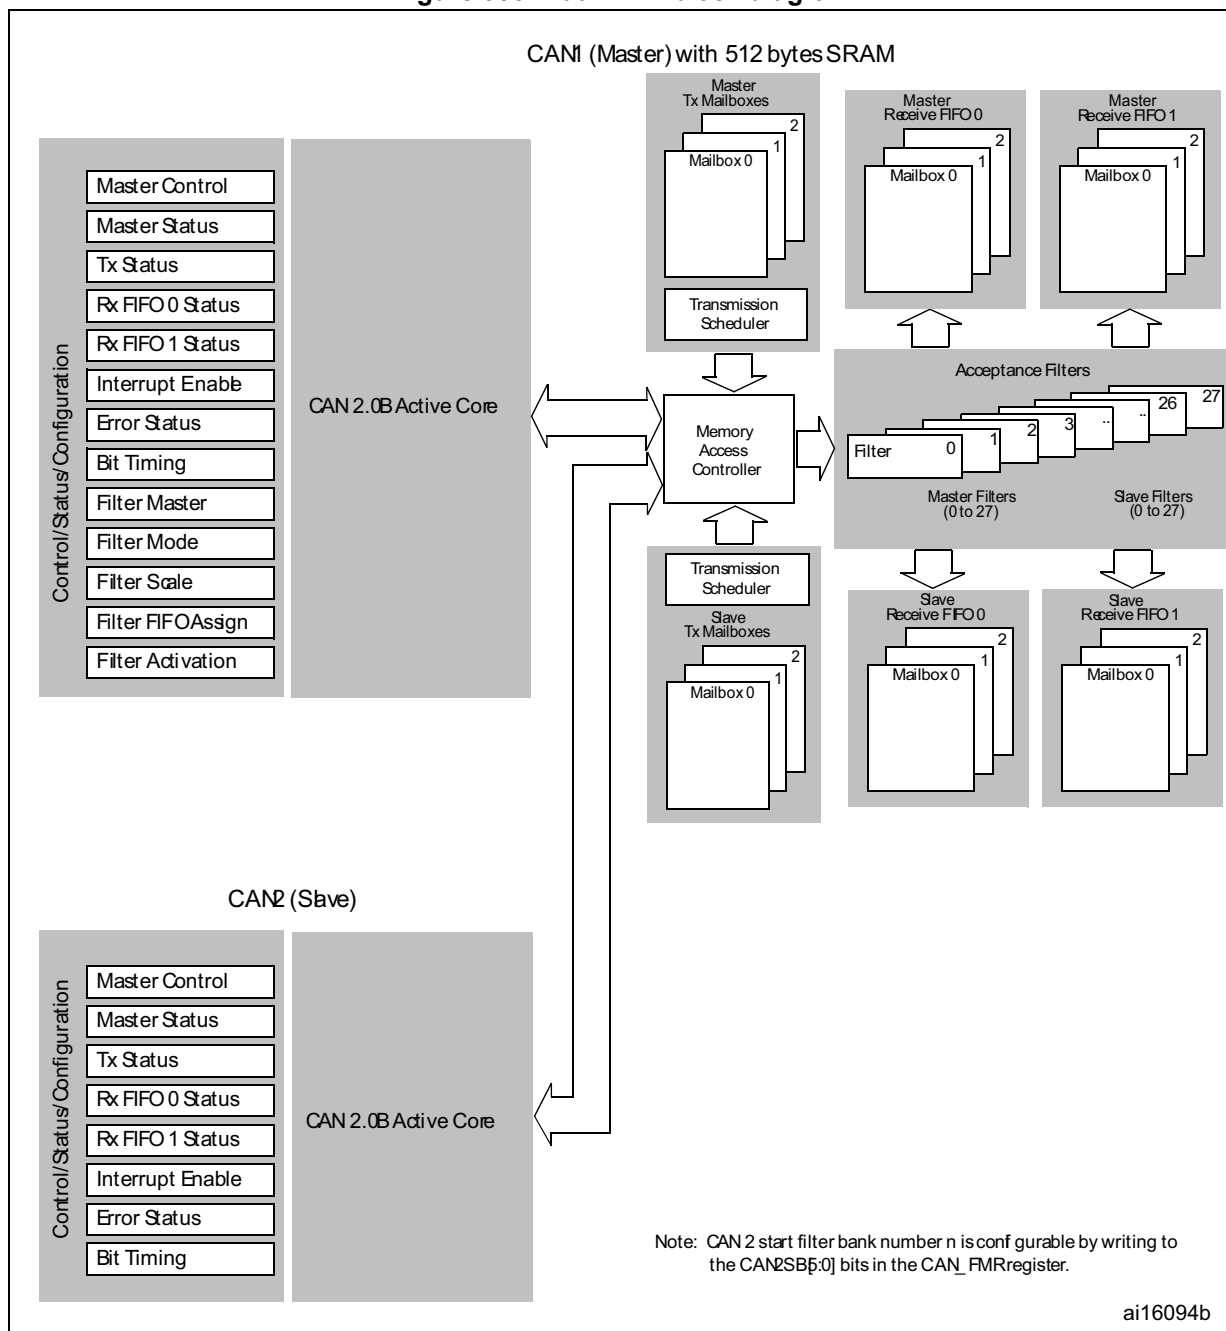 CAN1 (Master) with 512 bytes SRAM
Master
Tx Mailboxes
2
1
Mailbox 0
Transmission
Scheduler
Master
Receive FIFO 0
2
1
Mailbox 0
Master
Receive FIFO 1
2
1
Mailbox 0
Control/Status/Configuration
Master Control
Master Status
Tx Status
Rx FIFO 0 Status
Rx FIFO 1 Status
Interrupt Enable
Error Status
Bit Timing
Filter Master
Filter Mode
Filter Scale
Filter FIFO Assign
Filter Activation
CAN 2.0B Active Core
Memory
Access
Controller
Acceptance Filters
Filter 0
1
2
3
..
..
26
27
Master Filters
(0 to 27)
Slave Filters
(0 to 27)
Transmission
Scheduler
Slave
Tx Mailboxes
2
1
Mailbox 0
Slave
Receive FIFO 0
2
1
Mailbox 0
Slave
Receive FIFO 1
2
1
Mailbox 0
CAN2 (Slave)
Control/Status/Configuration
Master Control
Master Status
Tx Status
Rx FIFO 0 Status
Rx FIFO 1 Status
Interrupt Enable
Error Status
Bit Timing
CAN 2.0B Active Core
Note: CAN 2 start filter bank number n is conf gurable by writing to
the CAN2SB[5:0] bits in the CAN_FMR register.
ai16094b